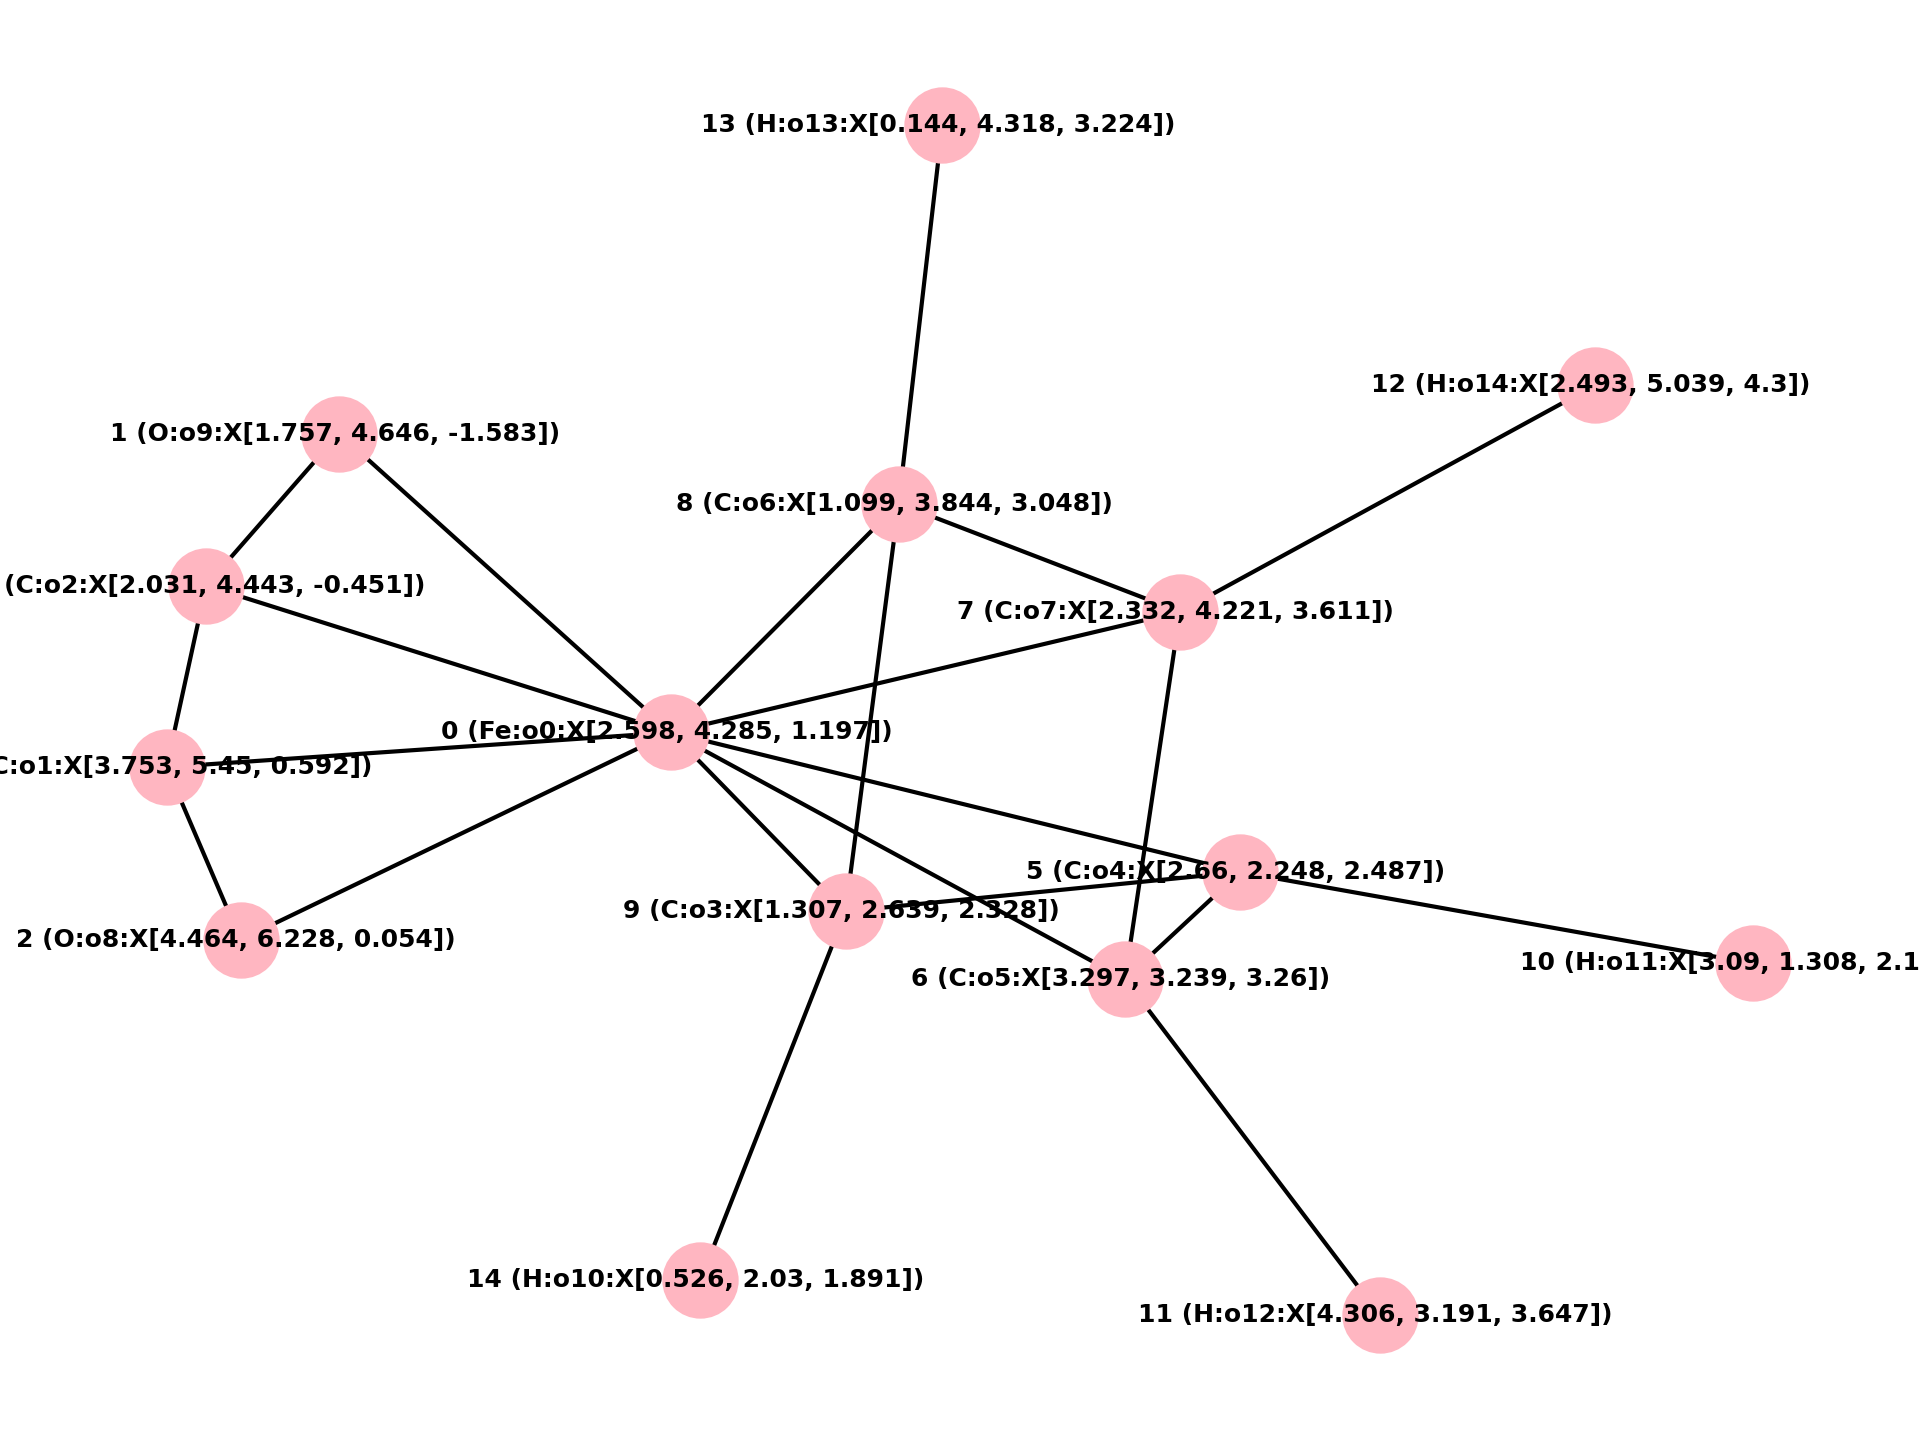 13 (H:o13:X[0.144, 4.318, 3.224])
12 (H:o14:X[2.493, 5.039, 4.3])
1 (O:o9:X[1.757, 4.646, -1.583])
8 (C:o6:X[1.099, 3.844, 3.048])
(C:o2:X[2.031, 4.443, -0.451])
7 (C:o7:X[2.332, 4.221, 3.611])
0 (Fe:o0:X[2.598, 4.285, 1.197])
C:o1:X[3.753, 5.45, 0.592])
5 (C:o4:X[2.66, 2.248, 2.487])
9 (C:o3:X[1.307, 2.639, 2.328])
2 (O:o8:X[4.464, 6.228, 0.054])
10 (H:o11:X[3.09, 1.308, 2.1
6 (C:o5:X[3.297, 3.239, 3.26])
14 (H:o10:X[0.526, 2.03, 1.891])
11 (H:o12:X[4.306, 3.191, 3.647])